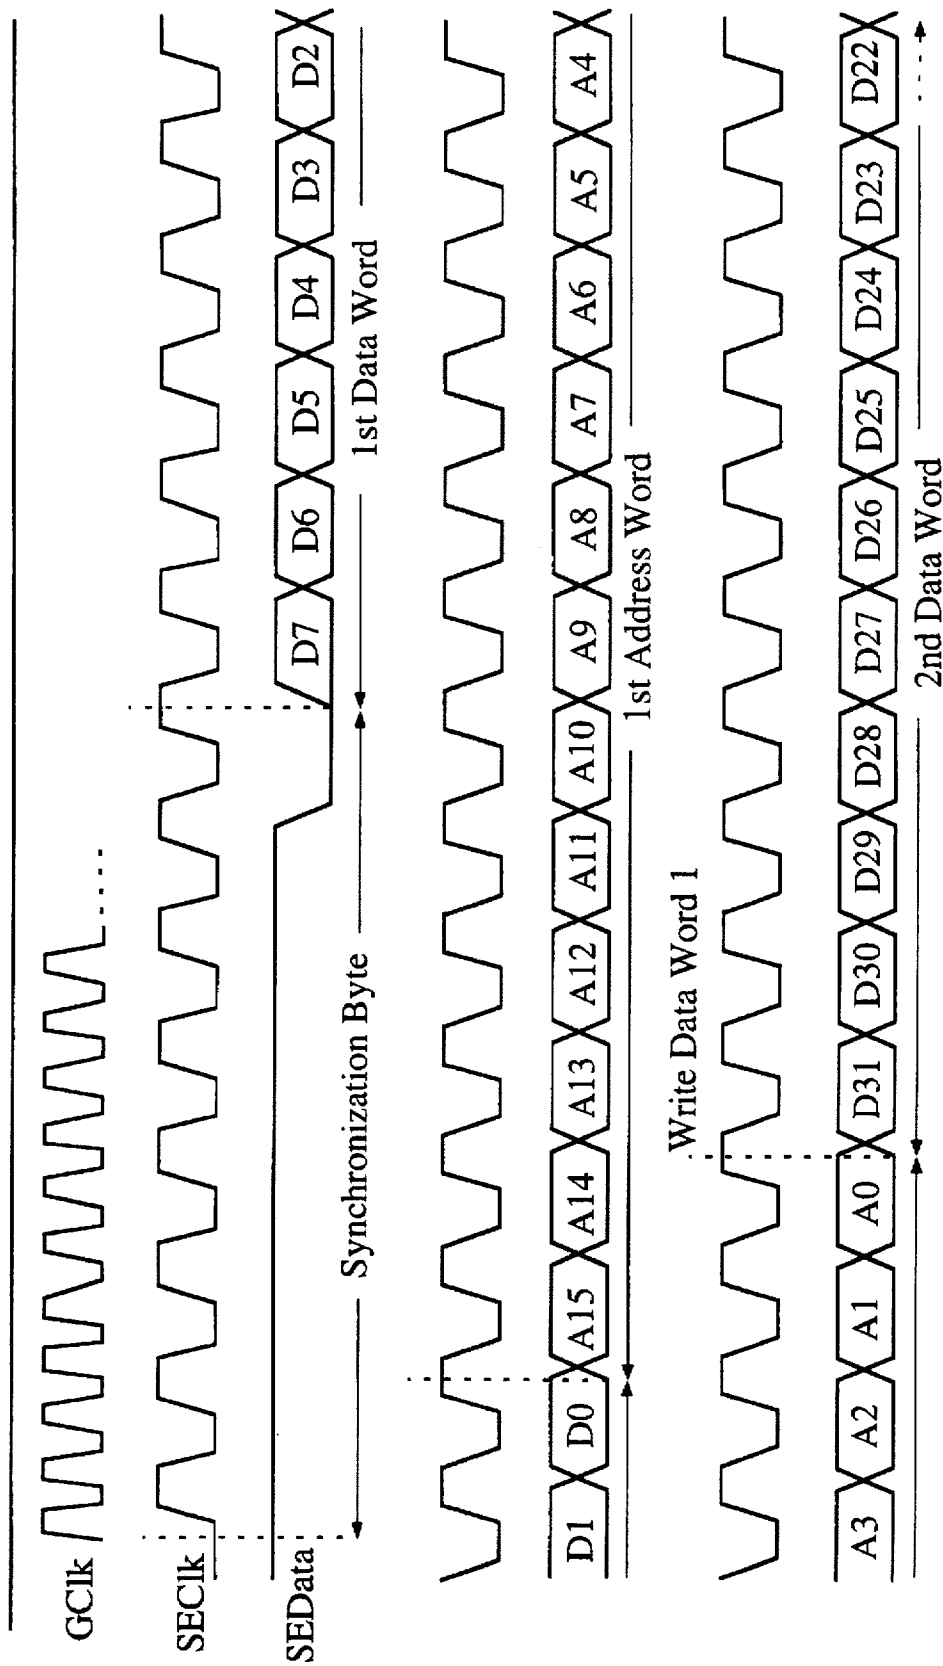 GClk
SEClk
SEData
D7 D6 D5 D4 D3 D2
Synchronization Byte 1st Data Word
D1 D0 A15 A14 A13 A12 A11 A10 A9 A8 A7 A6 A5 A4
1st Address Word
Write Data Word 1
A3 A2 A1 A0 D31 D30 D29 D28 D27 D26 D25 D24 D23 D22
2nd Data Word